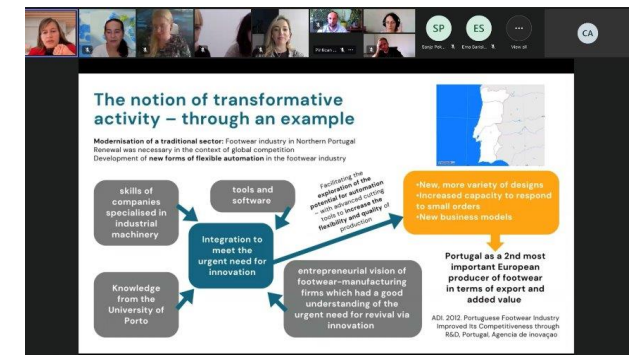 SP
ES
...
CA
View all
The notion of transformative
activity – through an example
Modernisation of a traditional sector: Footwear industry in Northern Portugal
Renewal was necessary in the context of global competition
Development of new forms of flexible automation in the footwear industry
skills of
companies
specialised in
industrial
machinery
tools and
software
Facilitating the
exploration of the
potential for automation
– with advanced cutting
tools to increase the
flexibility and quality of
production
•New, more variety of designs
•Increased capacity to respond
to small orders
•New business models
Integration to
meet the
urgent need for
innovation
Knowledge
from the
University of
Porto
entrepreneurial vision of
footwear-manufacturing
firms which had a good
understanding of the
urgent need for revival via
innovation
Portugal as a 2nd most
important European
producer of footwear
in terms of export and
added value
ADI. 2012. Portuguese Footwear Industry
Improved Its Competitiveness through
R&D, Portugal, Agencia de inovaçao